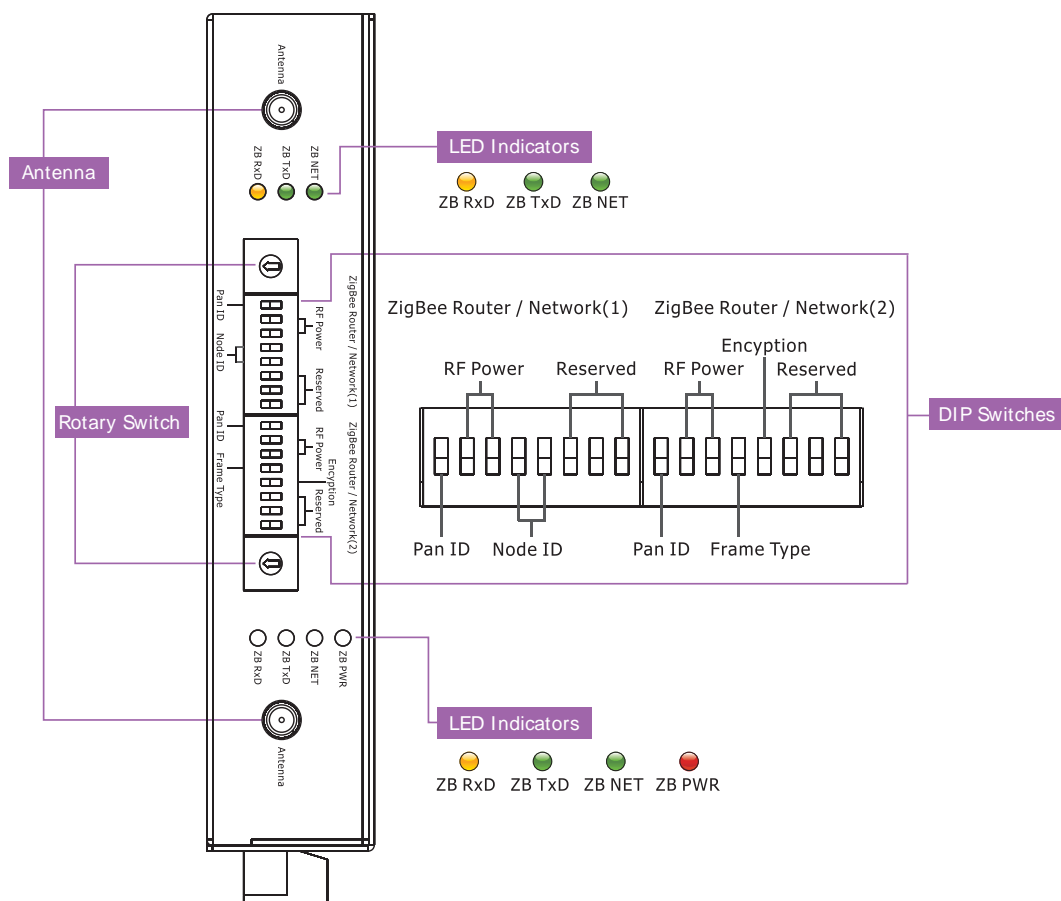 Antenna
ZB RxD
ZB TxD
ZB NET
LED Indicators
ZB RxD ZB TxD ZB NET
Antenna
Pan ID
Node ID
RF Power
Reserved
ZigBee Router / Network(1)
Pan ID
Frame Type
RF Power
Encyption
Reserved
ZigBee Router / Network(2)
Rotary Switch
ZigBee Router / Network(1) ZigBee Router / Network(2)
Encyption
RF Power Reserved RF Power Reserved
DIP Switches
Pan ID Node ID Pan ID Frame Type
ZB RxD
ZB TxD
ZB NET
ZB PWR
Antenna
LED Indicators
ZB RxD ZB TxD ZB NET ZB PWR